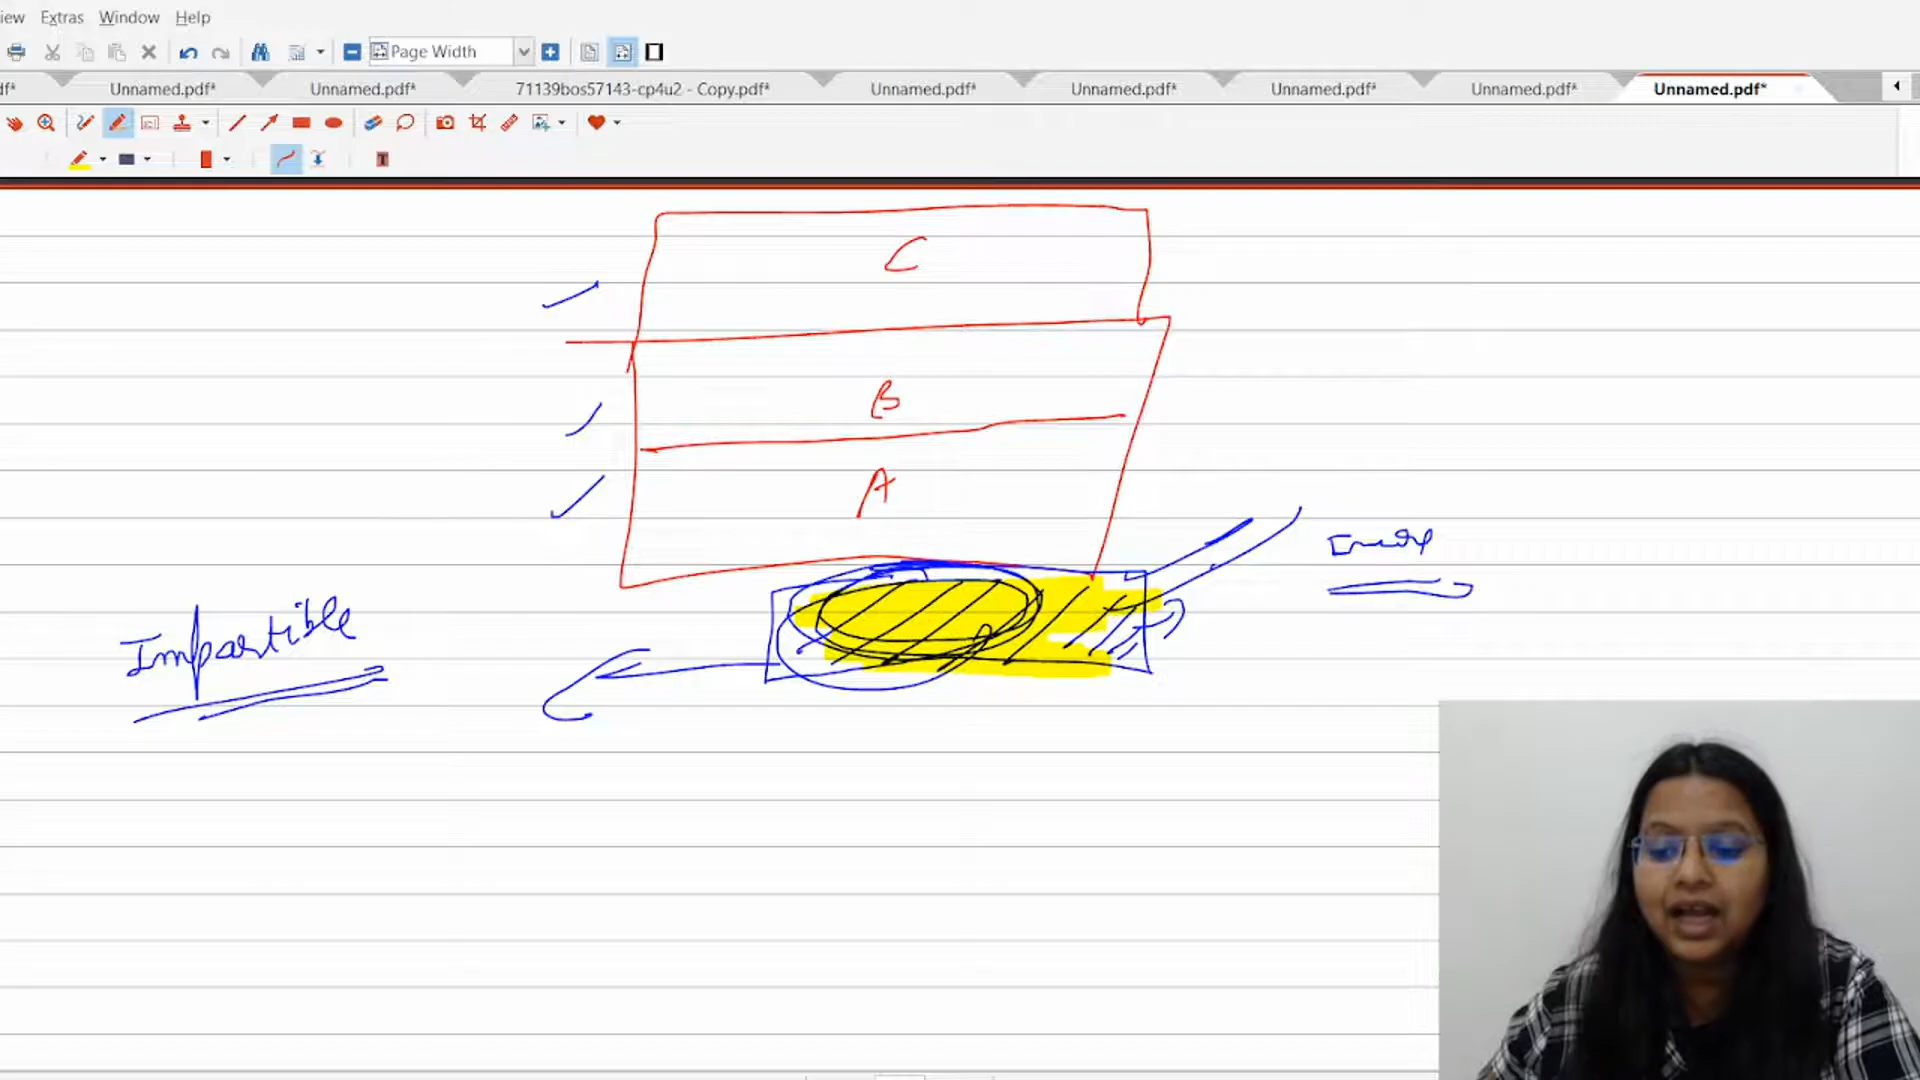 iew Extras Window Help
Page Width
df* Unnamed.pdf* Unnamed.pdf* 71139bos57143-cp4u2 - Copy.pdf* Unnamed.pdf* Unnamed.pdf* Unnamed.pdf* Unnamed.pdf* Unnamed.pdf*
T
C
B
A
Impartible